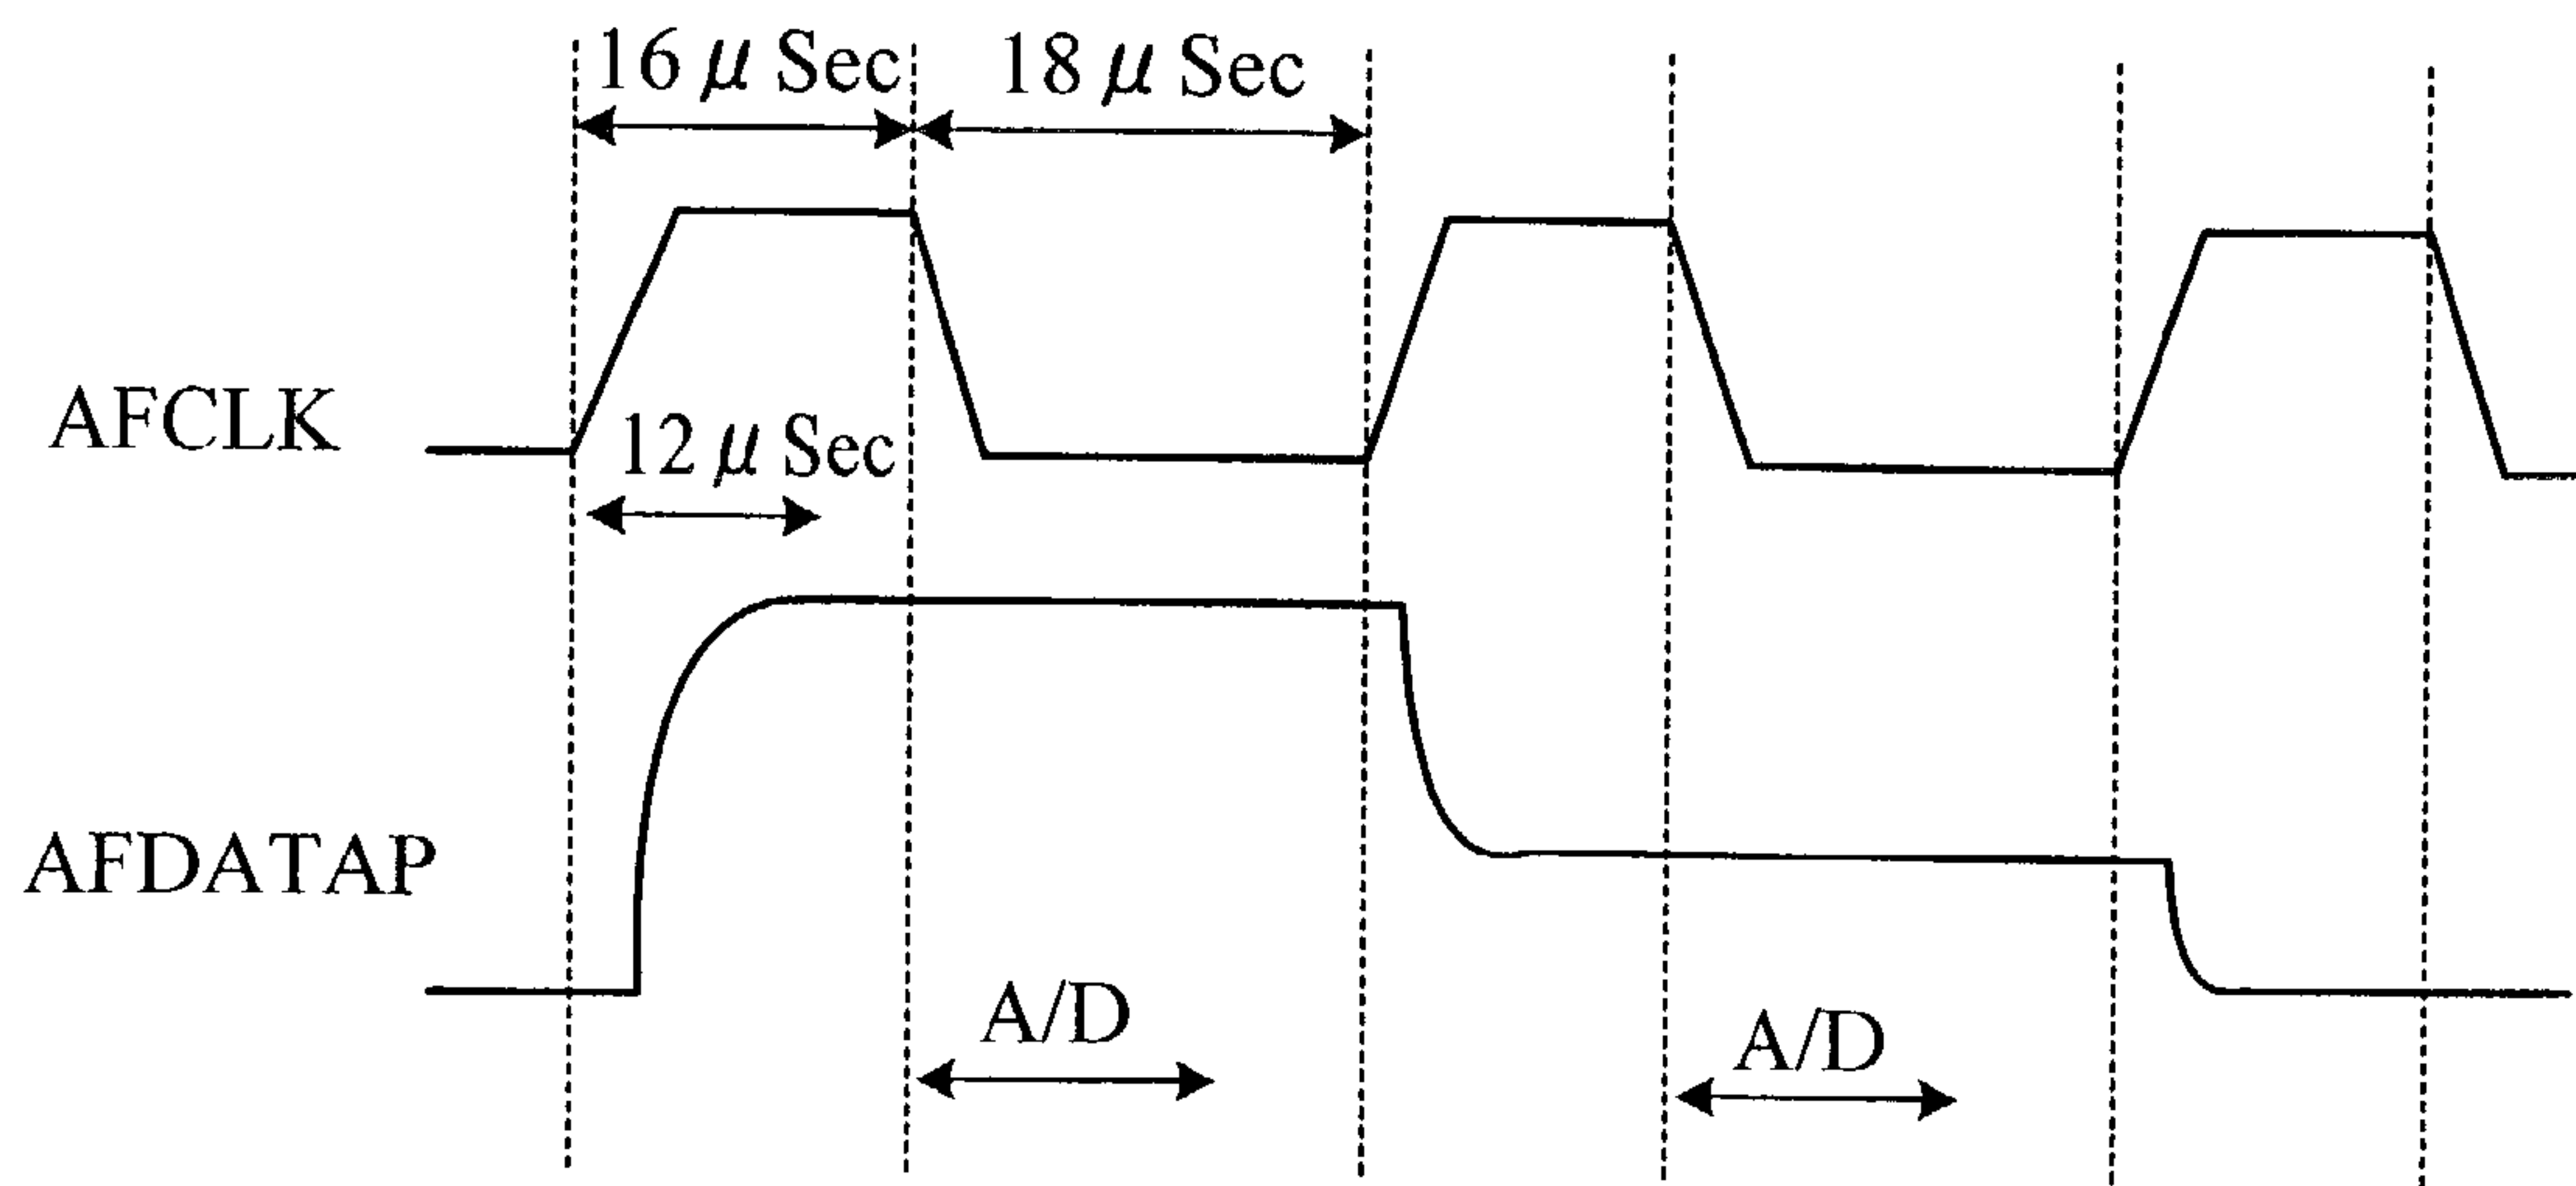 16 μ Sec
18 μ Sec
AFCLK
12 μ Sec
AFDATAP
A/D
A/D